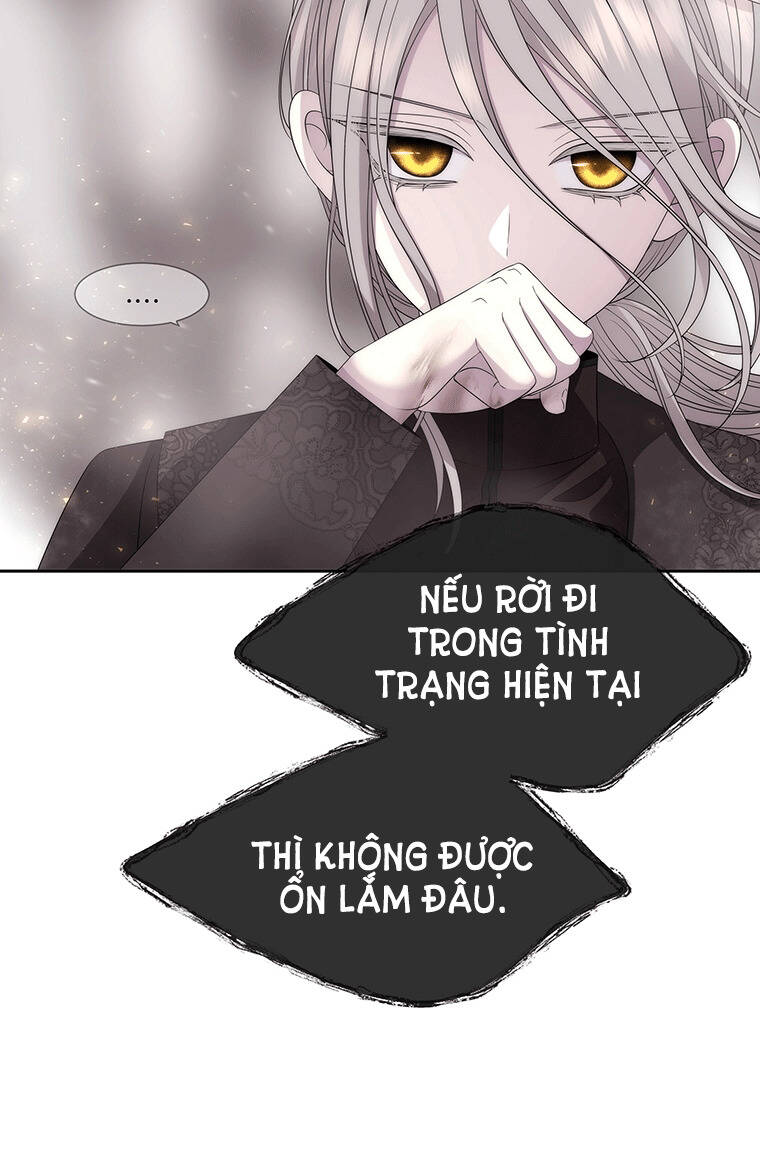 ....
NẾU RỜI ĐI
TRONG TÌNH
TRẠNG HIỆN TẠI
THÌ KHÔNG ĐƯỢC
ỔN LẮM ĐÂU.